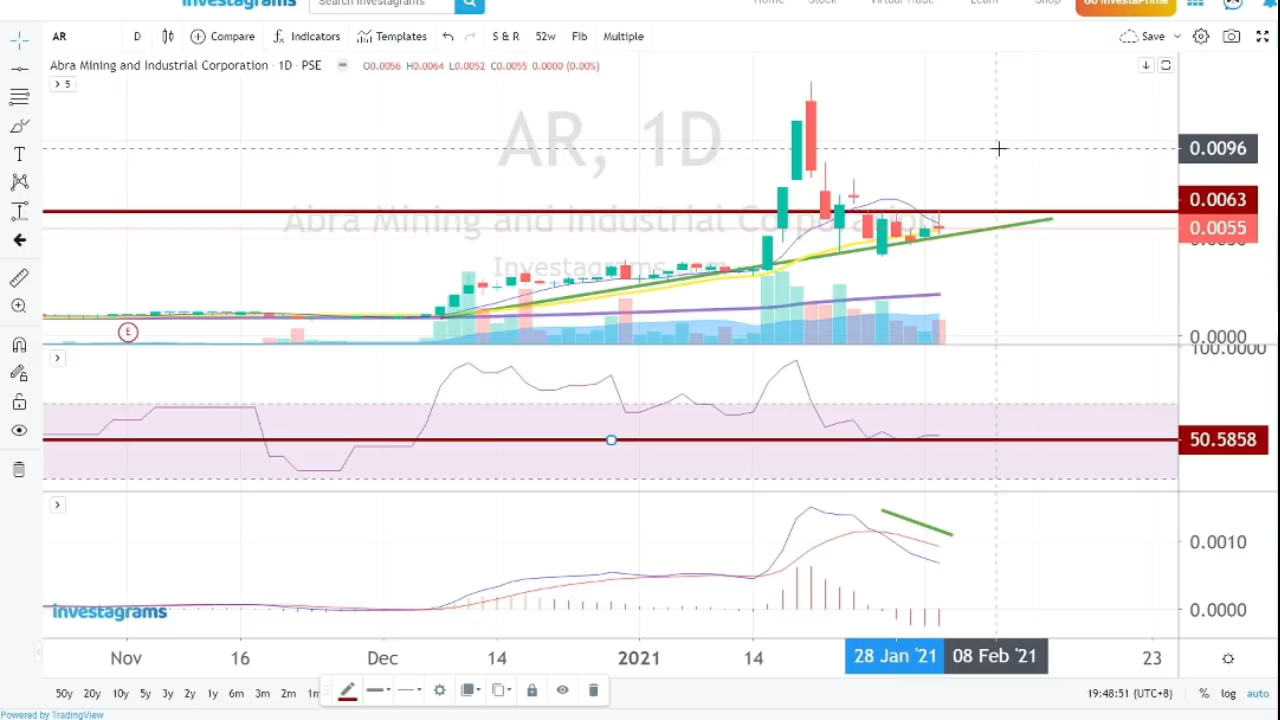 Investagrams Search Investagrams Home Stock Virtual Trade Learn Shop Go InvestaPrime
AR D Compare Indicators Templates S & R 52w Fib Multiple Save
Abra Mining and Industrial Corporation · 1D · PSE O0.0056 H0.0064 L0.0052 C0.0055 0.0000 (0.00%)
5
AR, 1D
Abra Mining and Industrial Corporation
Investagrams.com
0.0096
0.0063
0.0055
E
0.0000
100.0000
50.5858
0.0010
0.0000
Investagrams
Nov 16 Dec 14 2021 14 28 Jan '21 08 Feb '21 23
50y 20y 10y 5y 3y 2y 1y 6m 3m 2m 19:48:51 (UTC+8) % log auto
Powered by TradingView